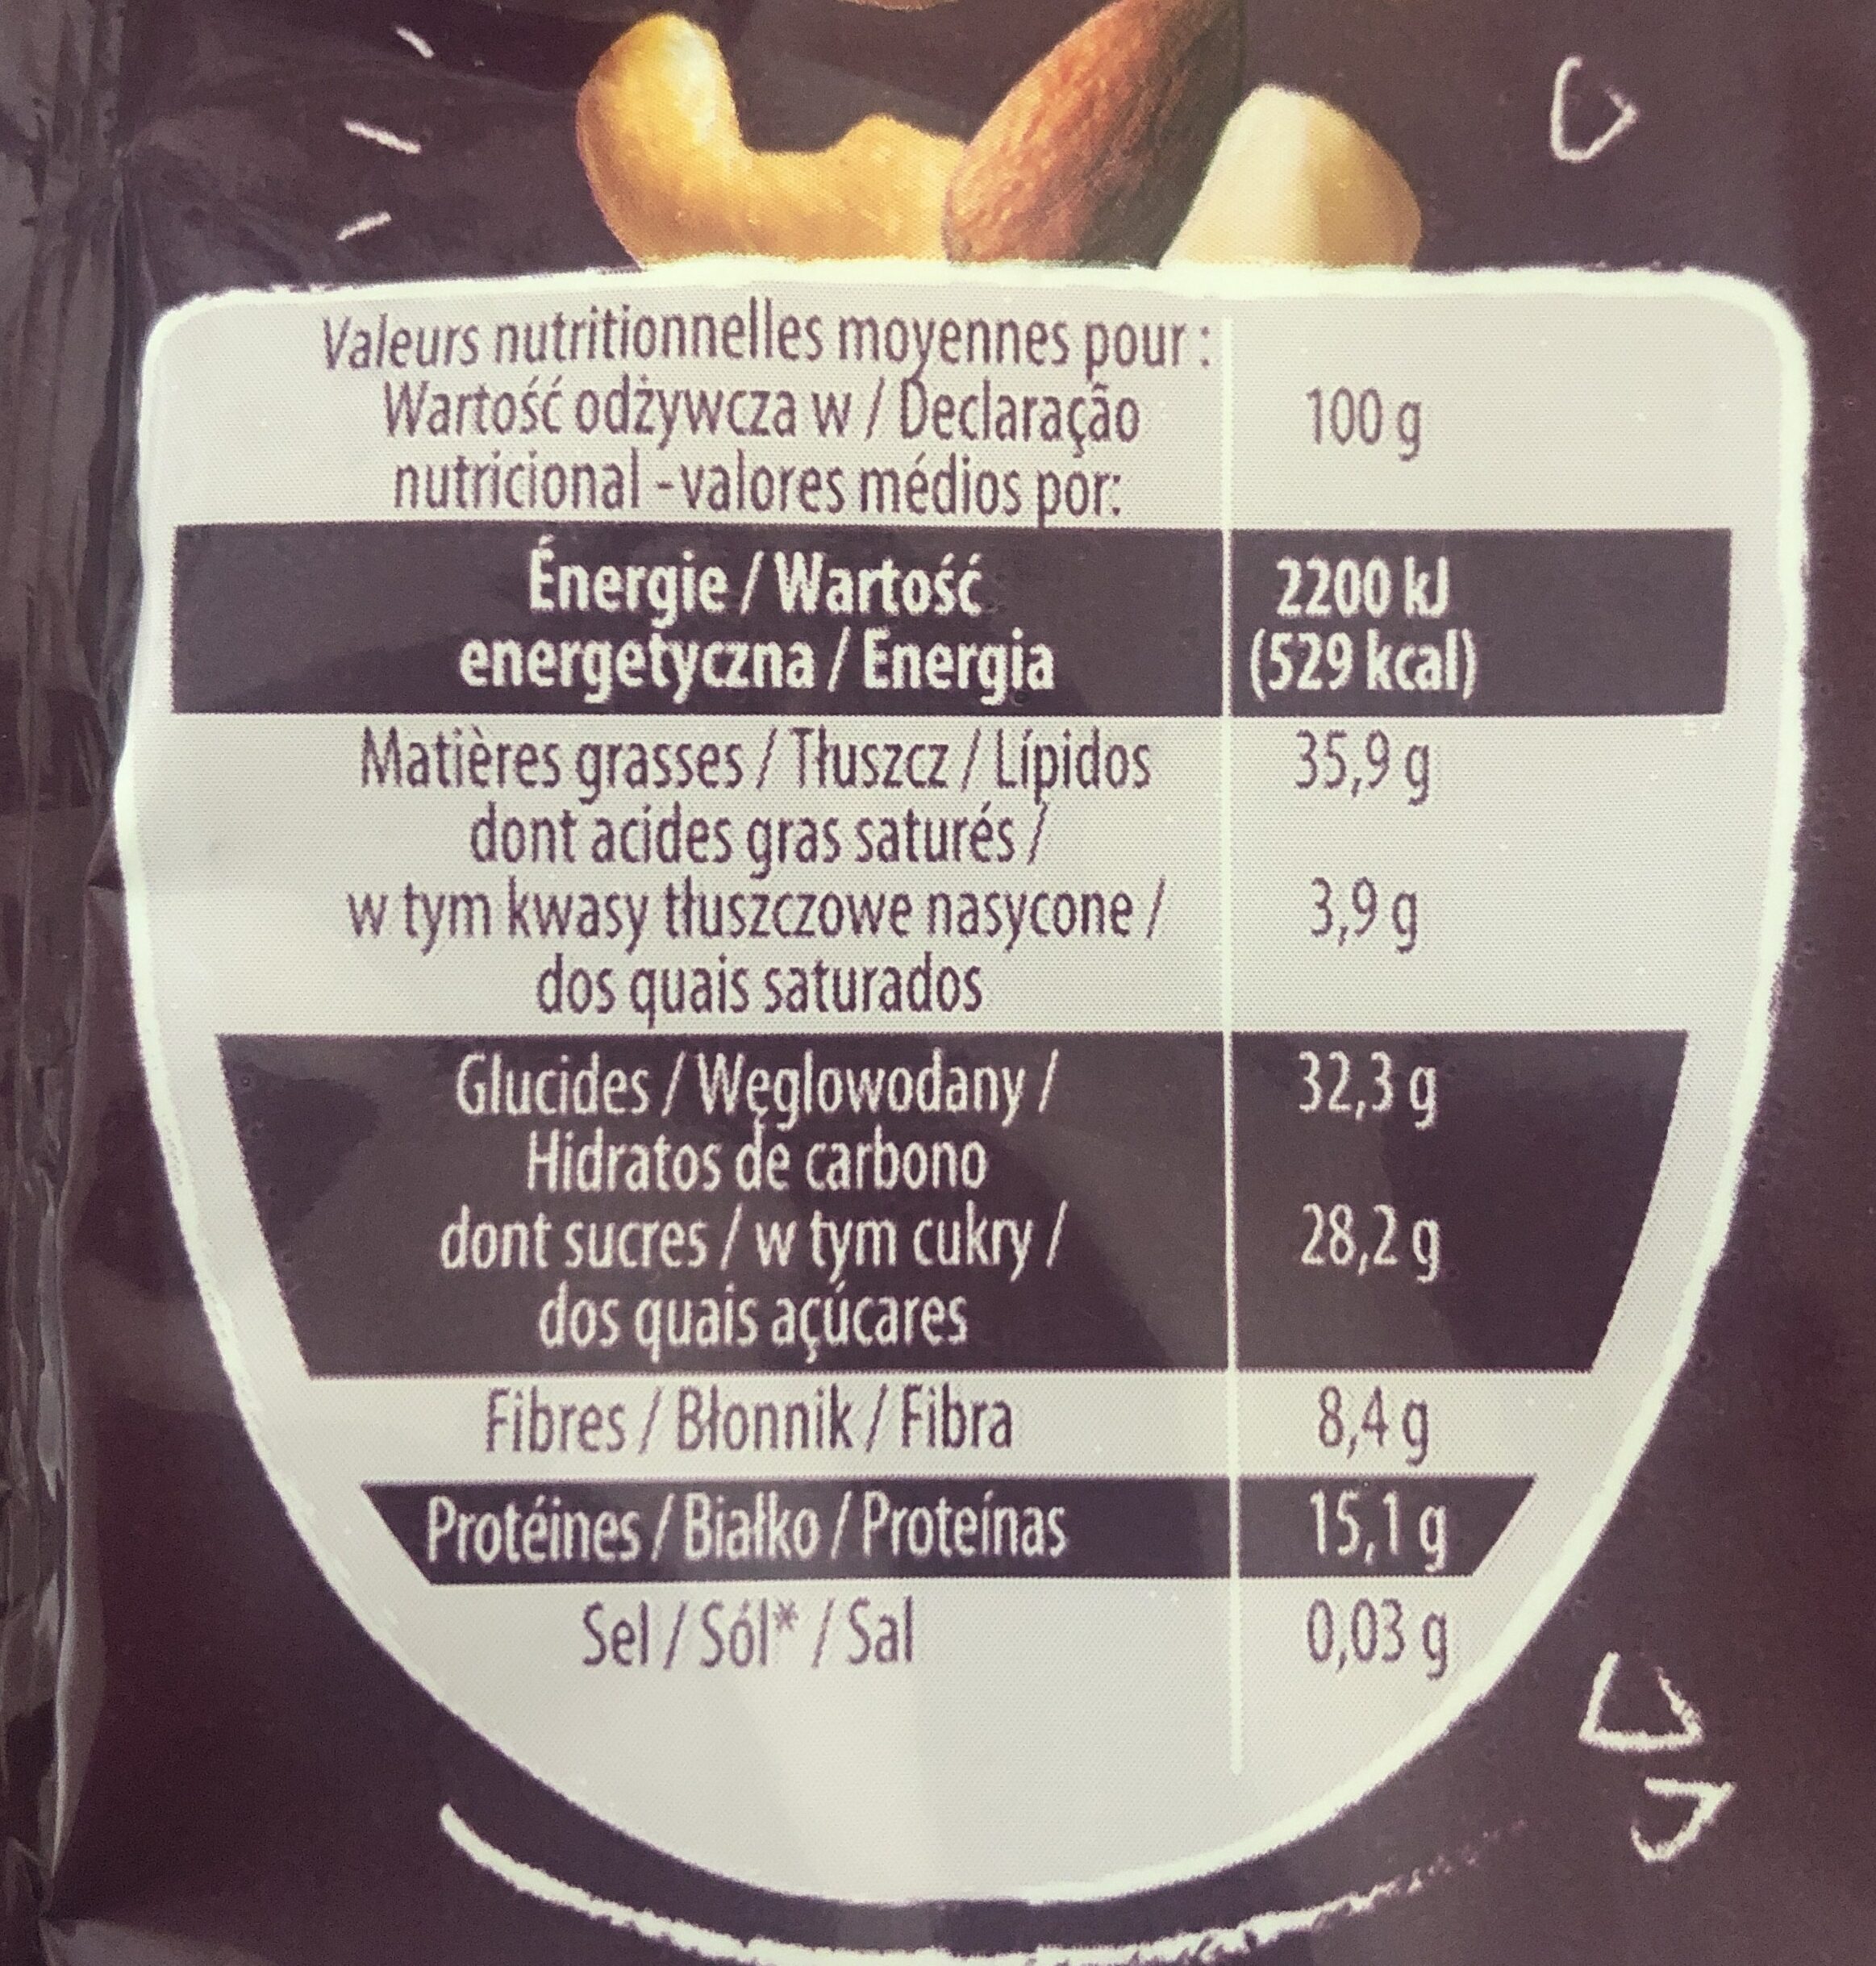 Valeurs nutritionnelles moyennes pour :
Wartość odżywcza w / Declaração
nutricional - valores médios por:
100 g
Énergie / Wartość
energetyczna / Energia
2200 kJ
(529 kcal)
Matières grasses / Tłuszcz / Lípidos
35,9 g
dont acides gras saturés /
w tym kwasy tłuszczowe nasycone /
dos quais saturados
3,9 g
Glucides / Węglowodany /
Hidratos de carbono
32,3 g
dont sucres / w tym cukry /
dos quais açúcares
28,2 g
Fibres / Błonnik / Fibra
8,4 g
Protéines / Białko / Proteínas
15,1 g
Sel / Sól* / Sal
0,03 g